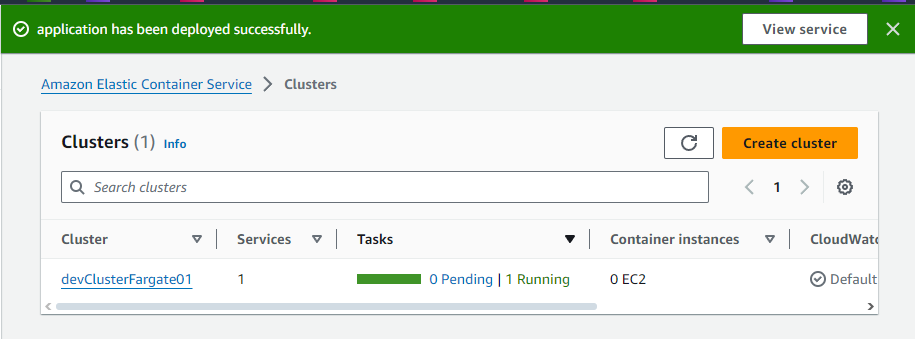 application has been deployed successfully.
View service
Amazon Elastic Container Service
Clusters
Clusters (1) Info
Create cluster
Search clusters
1
Cluster Services Tasks Container instances CloudWatc
devClusterFargate01 1 0 Pending | 1 Running 0 EC2 Default